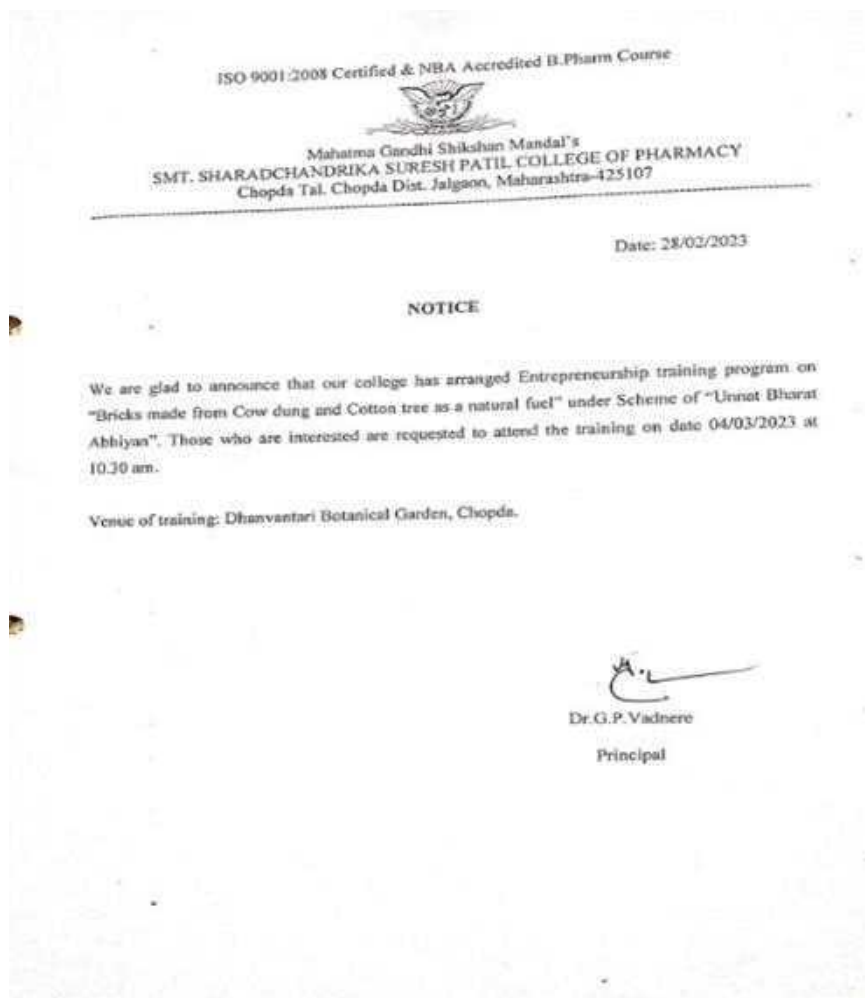 ISO 9001:2008 Certified & NBA Accredited B.Pharm Course
Mahatma Gandhi Shikshan Mandal's
SMT. SHARADCHANDRIKA SURESH PATIL COLLEGE OF PHARMACY
Chopda Tal. Chopda Dist. Jalgaon, Maharashtra-425107
Date: 28/02/2023
NOTICE
We are glad to announce that our college has arranged Entrepreneurship training program on
"Bricks made from Cow dung and Cotton tree as a natural fuel" under Scheme of "Unnat Bharat
Abhiyan". Those who are interested are requested to attend the training on date 04/03/2023 at
10.30 am.
Venue of training: Dhanvantari Botanical Garden, Chopda.
Dr.G.P.Vadnere
Principal